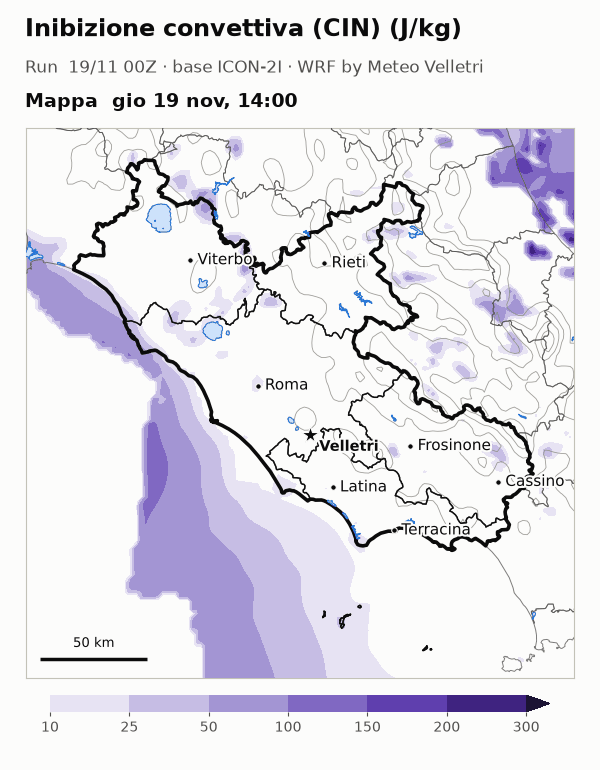 Inibizione convettiva (CIN) (J/kg)
Run  19/11 00Z · base ICON-2I · WRF by Meteo Velletri
Mappa  gio 19 nov, 14:00
Viterbo
Rieti
Roma
Velletri
Frosinone
Latina
Cassino
Terracina
50 km
10 25 50 100 150 200 300